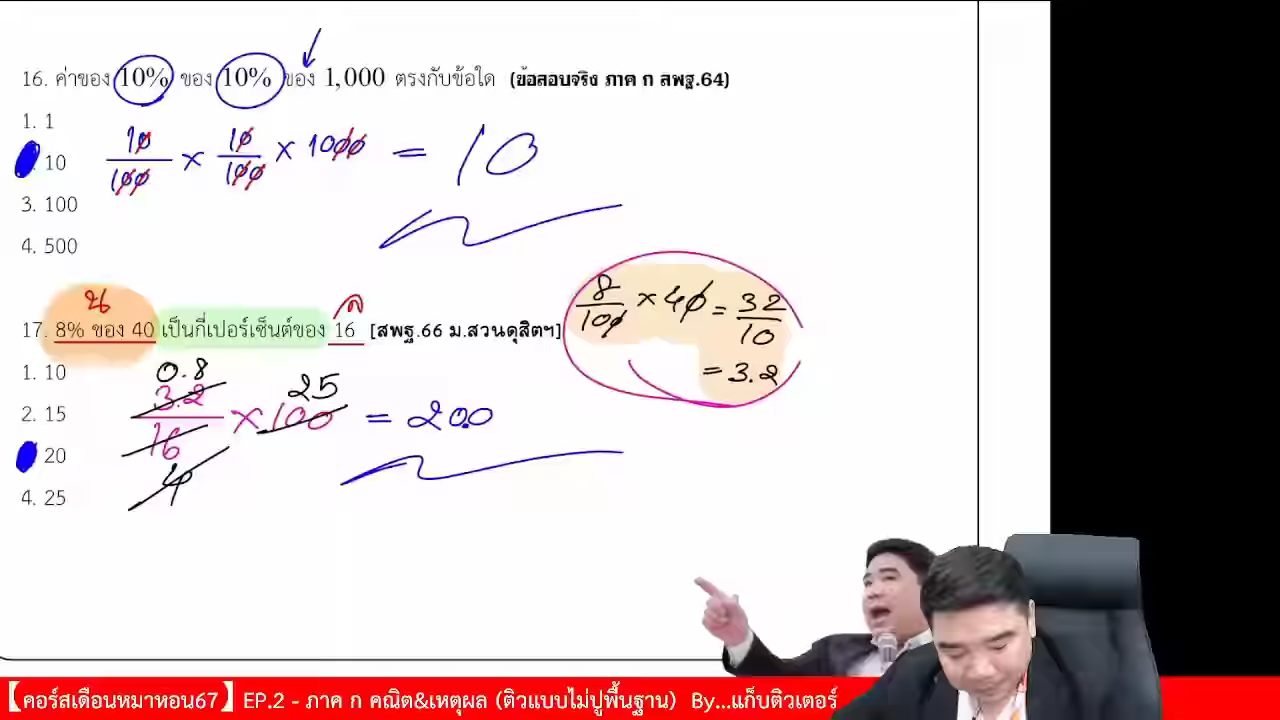 16. ค่าของ 10% ของ 10% ของ 1,000 ตรงกับข้อใด (ข้อสอบจริง ภาค ก สพฐ.64)
1. 1
10
3. 100
4. 500
10/100 × 10/100 × 1000 = 10
น
ล
17. 8% ของ 40 เป็นกี่เปอร์เซ็นต์ของ 16 [สพฐ.66 ม.สวนดุสิตฯ]
8/100 × 40 = 32/10
= 3.2
1. 10
2. 15
20
4. 25
0.8 25
3.2/16 × 100 = 20.0
4
【คอร์สเดือนหมาหอน67】 EP.2 - ภาค ก คณิต&เหตุผล (ติวแบบไม่ปูพื้นฐาน) By...แก็บติวเตอร์